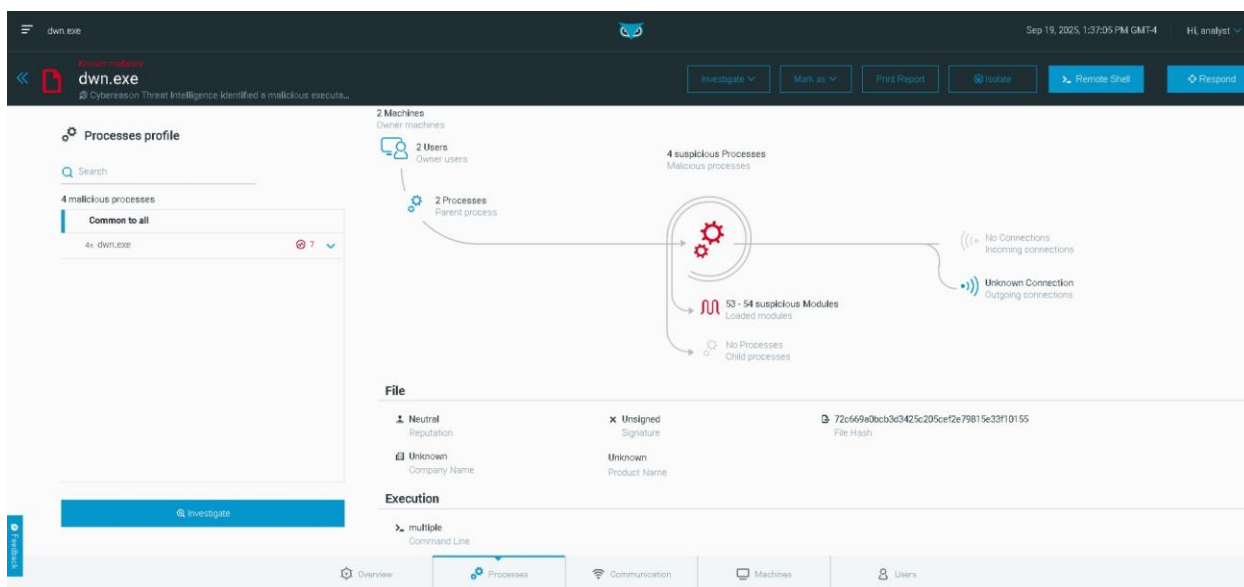 dwn.exe
Sep 19, 2025, 1:37:05 PM GMT-4
Hi, analyst
Known malware
dwn.exe
Cybereason Threat Intelligence identified a malicious executa...
Investigate
Mark as
Print Report
Isolate
Remote Shell
Respond
Processes profile
Search
4 malicious processes
Common to all
4x dwn.exe
7
Investigate
2 Machines
Owner machines
2 Users
Owner users
2 Processes
Parent process
4 suspicious Processes
Malicious processes
53 - 54 suspicious Modules
Loaded modules
No Processes
Child processes
No Connections
Incoming connections
Unknown Connection
Outgoing connections
File
Neutral
Reputation
Unsigned
Signature
72c669a0bcb3d3425c205cef2e79815e33f10155
File Hash
Unknown
Company Name
Unknown
Product Name
Execution
multiple
Command Line
Feedback
Overview
Processes
Communication
Machines
Users